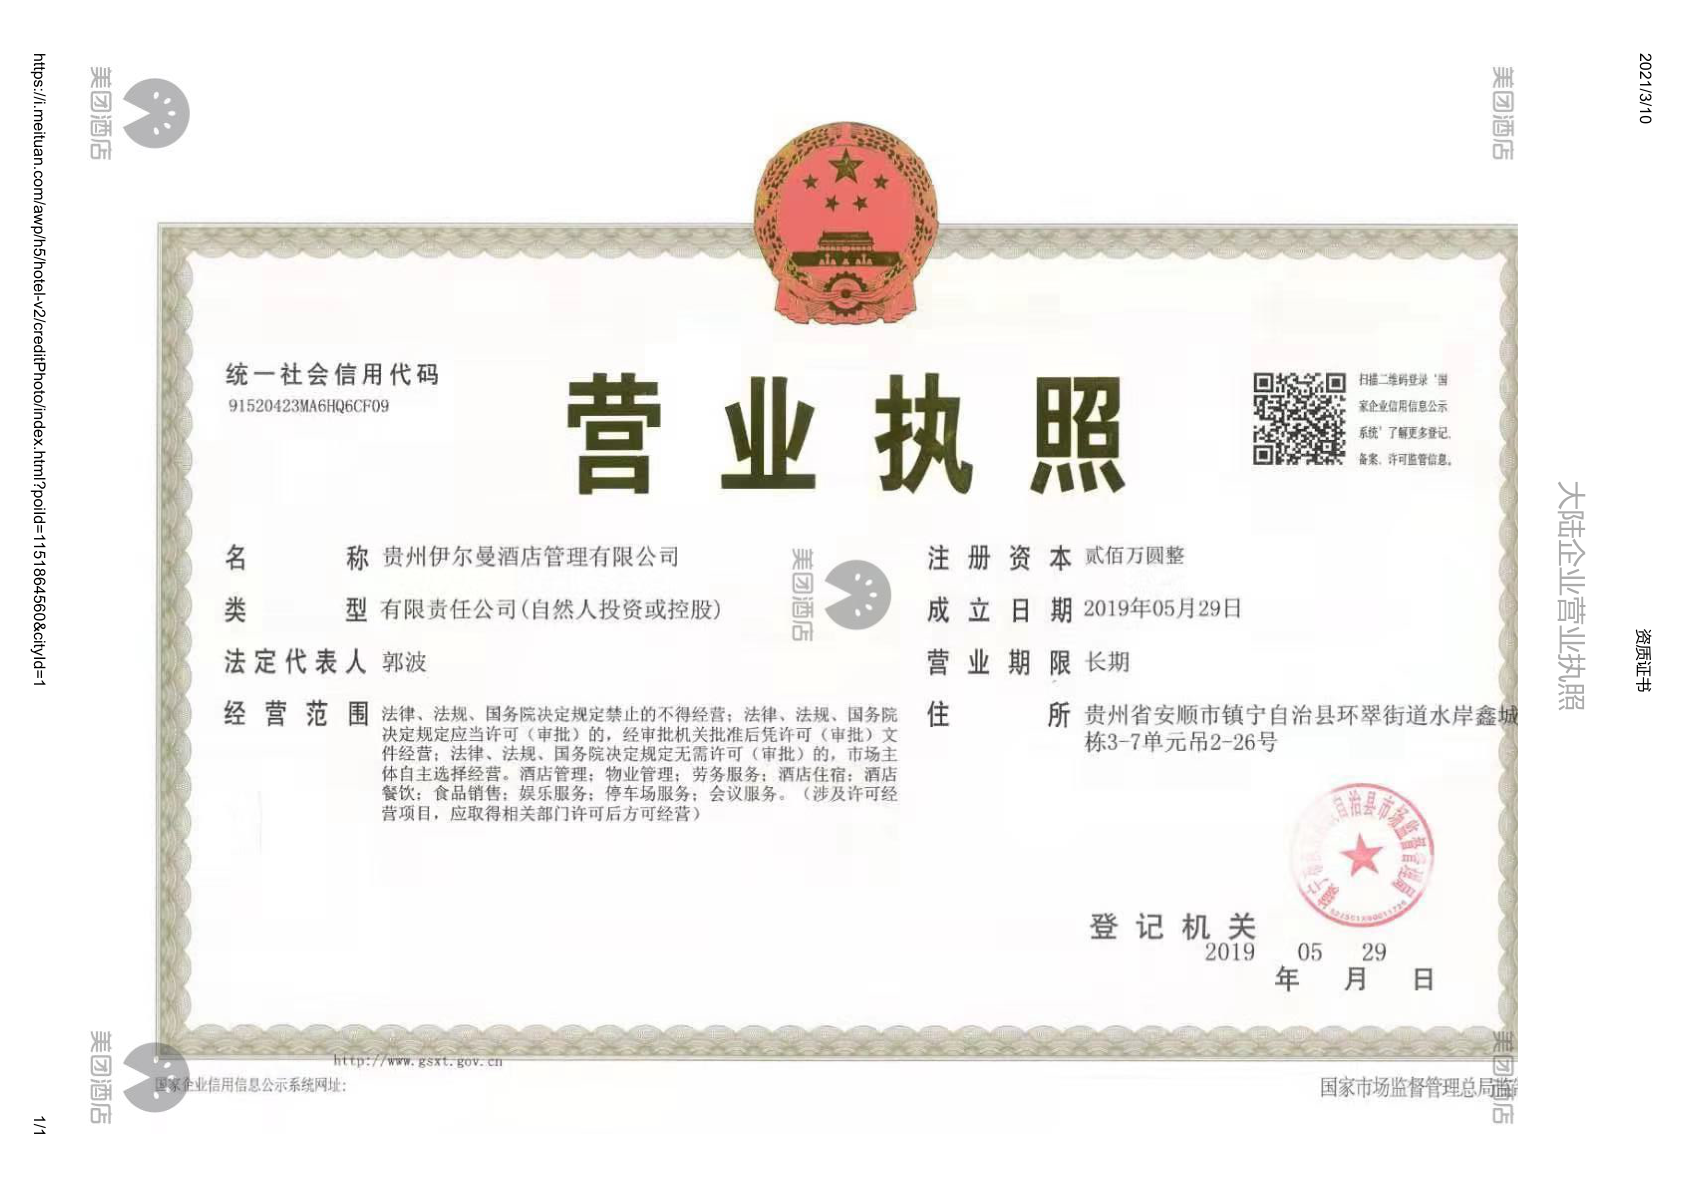 2021/3/10
资质证书
大陆企业营业执照
美团酒店
美团酒店
统一社会信用代码
91520423MA6HQ6CF09
营业执照
扫描二维码登录‘国
家企业信用信息公示
系统’了解更多登记、
备案、许可监管信息。
名称 贵州伊尔曼酒店管理有限公司
类型 有限责任公司(自然人投资或控股)
法定代表人 郭波
经营范围 法律、法规、国务院决定规定禁止的不得经营；法律、法规、国务院
决定规定应当许可（审批）的，经审批机关批准后凭许可（审批）文
件经营；法律、法规、国务院决定规定无需许可（审批）的，市场主
体自主选择经营。酒店管理；物业管理；劳务服务；酒店住宿；酒店
餐饮；食品销售；娱乐服务；停车场服务；会议服务。（涉及许可经
营项目，应取得相关部门许可后方可经营）
美团酒店
注册资本 贰佰万圆整
成立日期 2019年05月29日
营业期限 长期
住所 贵州省安顺市镇宁自治县环翠街道水岸鑫城
栋3-7单元吊2-26号
自治县市场监督管理局
登记机关
2019 05 29
年 月 日
http://www.gsxt.gov.cn
国家企业信用信息公示系统网址：
国家市场监督管理总局监
美团酒店
美团酒店
https://i.meituan.com/awp/h5/hotel-v2/creditPhoto/index.html?poiId=1151864560&cityId=1
1/1